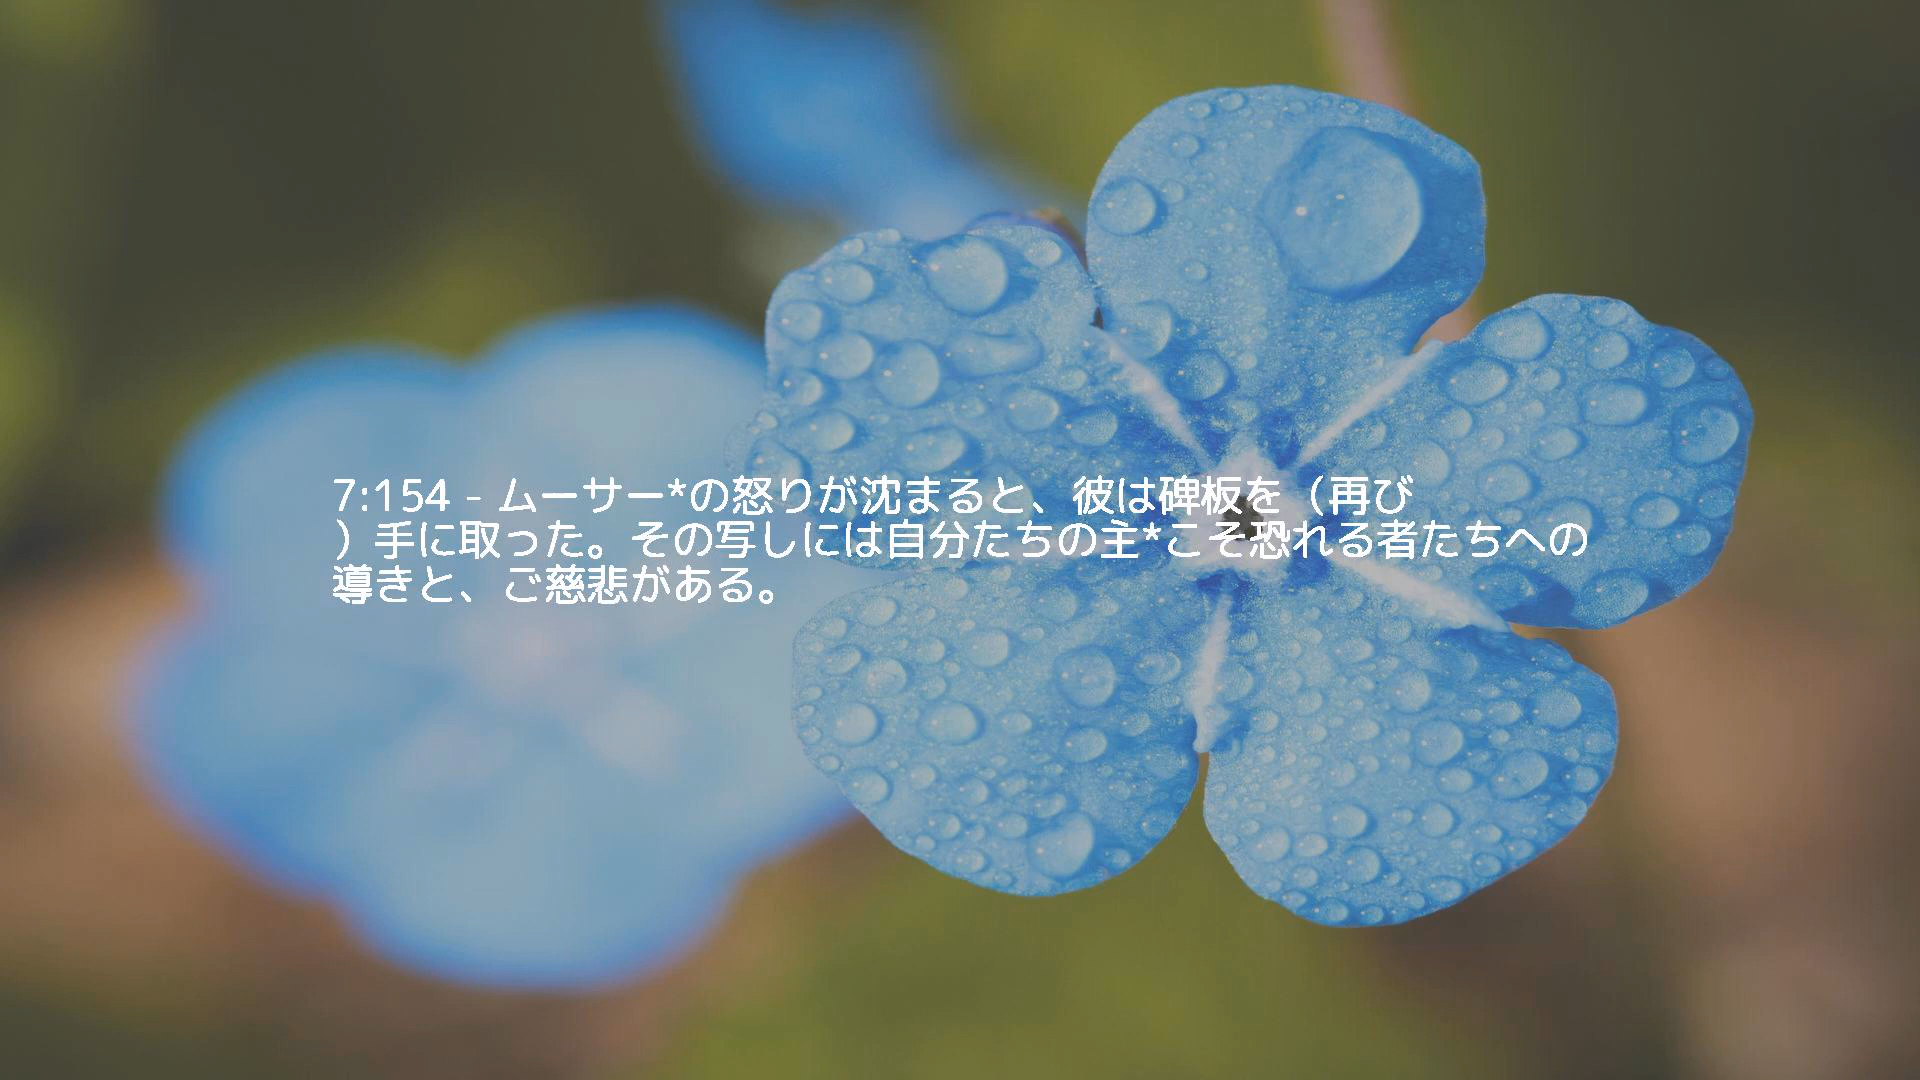 7:154 - ムーサー*の怒りが沈まると、彼は碑板を（再び
）手に取った。その写しには自分たちの主*こそ恐れる者たちへの
導きと、ご慈悲がある。